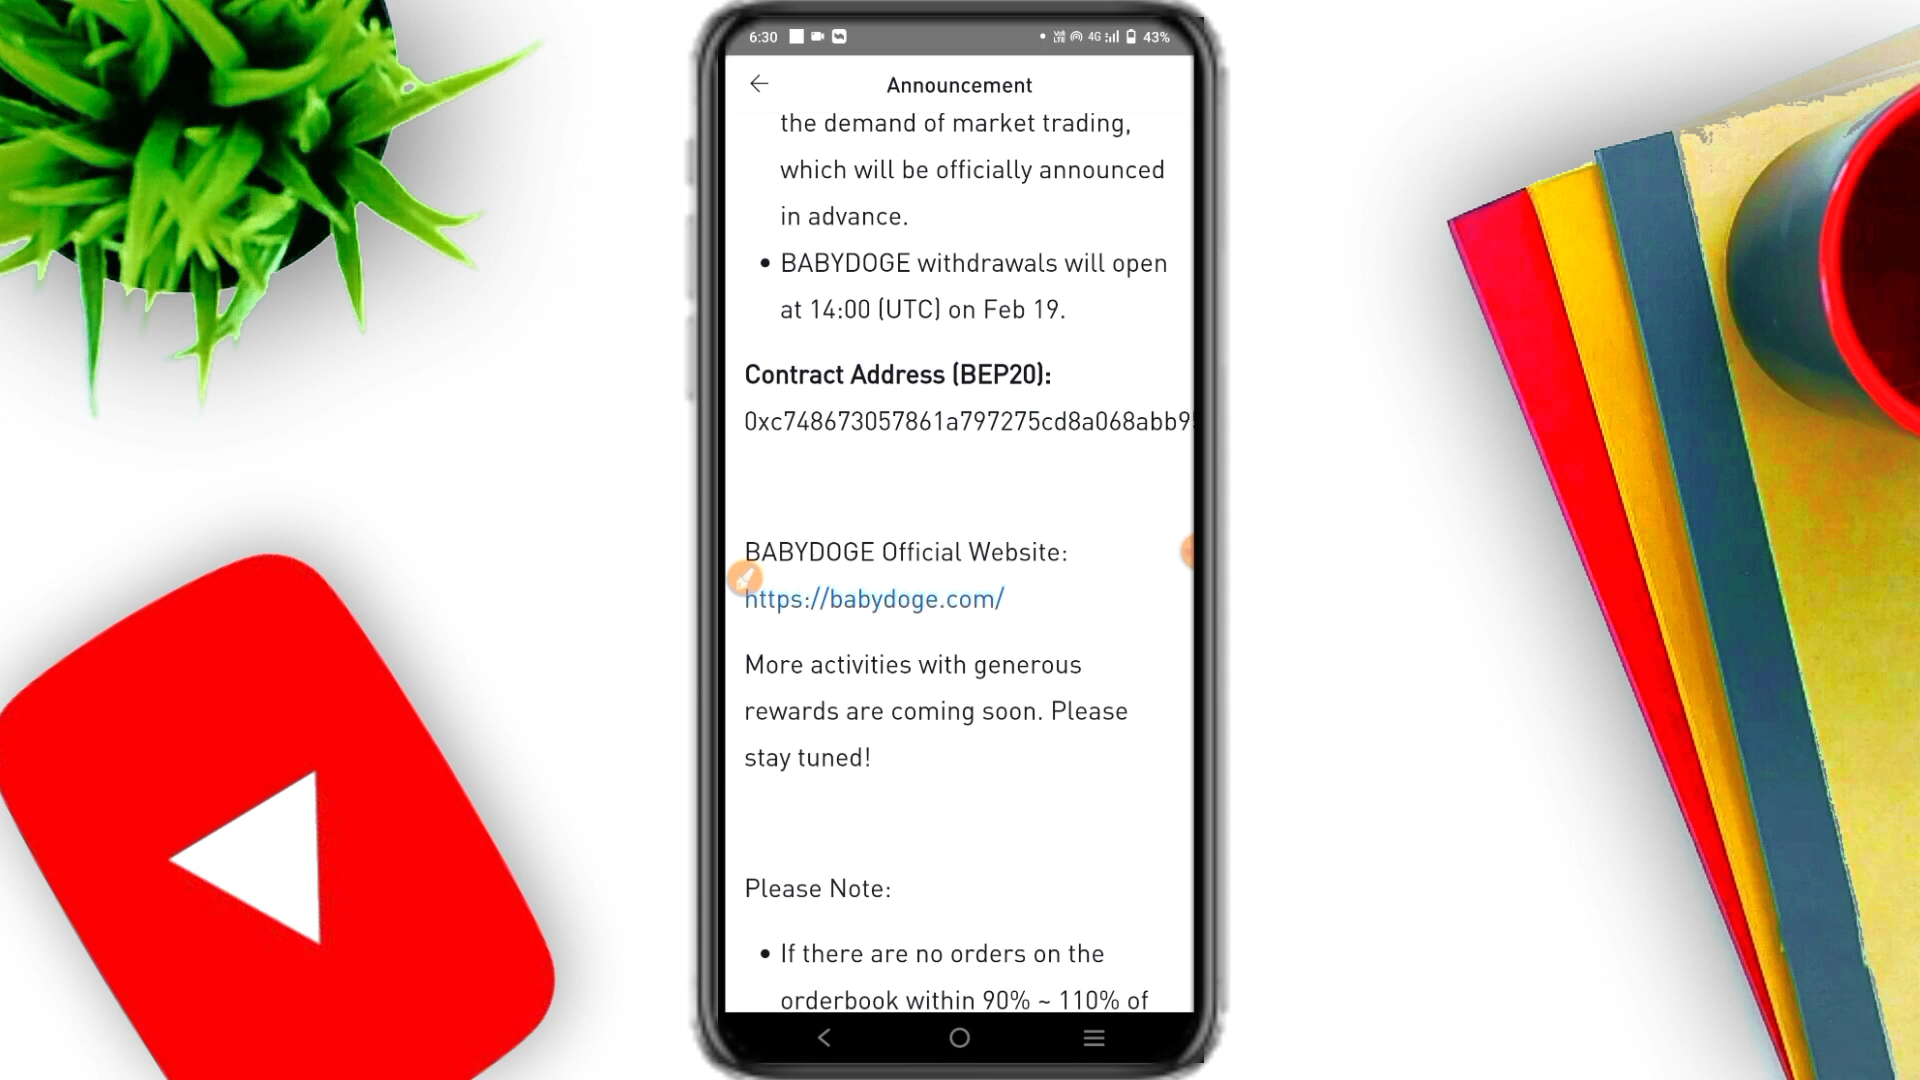 6:30 4G 43%
Announcement
the demand of market trading,
which will be officially announced
in advance.
• BABYDOGE withdrawals will open
at 14:00 (UTC) on Feb 19.
Contract Address (BEP20):
0xc748673057861a797275cd8a068abb9
BABYDOGE Official Website:
https://babydoge.com/
More activities with generous
rewards are coming soon. Please
stay tuned!
Please Note:
• If there are no orders on the
orderbook within 90% ~ 110% of